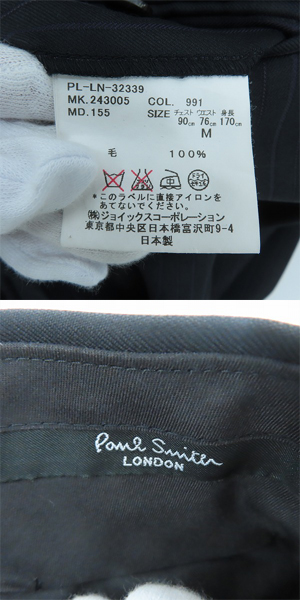 PL-LN-32339
MK.243005 COL. 991
MD.155 SIZE チェスト ウエスト 身長
90㎝ 76㎝ 170㎝
M
毛 100%
*このラベルに直接アイロンを
あてないでください。
㈱ジョイックスコーポレーション
東京都中央区日本橋富沢町9-4
日本製
Paul Smith
LONDON